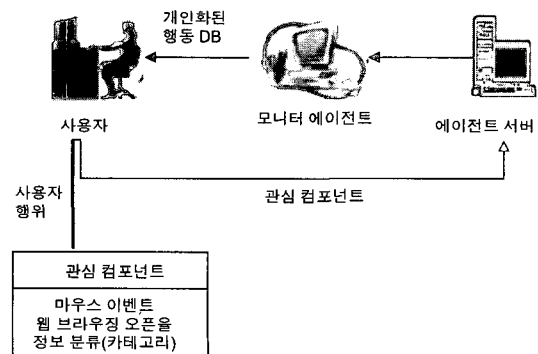 개인화된
행동 DB
사용자
모니터 에이전트
에이전트 서버
사용자
행위
관심 컴포넌트
관심 컴포넌트
마우스 이벤트
웹 브라우징 오픈율
정보 분류(카테고리)